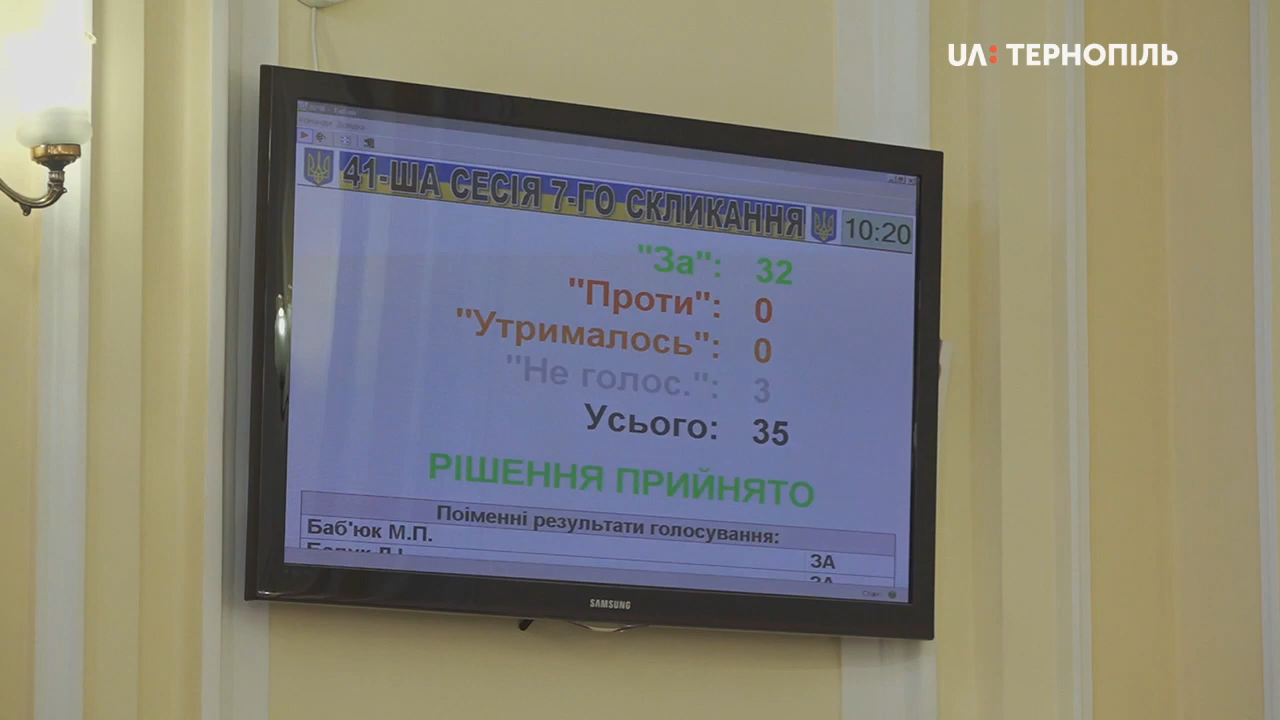 UA: ТЕРНОПІЛЬ
41-ША СЕСІЯ 7-ГО СКЛИКАННЯ 10:20
"За": 32
"Проти": 0
"Утрималось": 0
"Не голос.": 3
Усього: 35
РІШЕННЯ ПРИЙНЯТО
Поіменні результати голосування:
Баб'юк М.П. ЗА
ЗА
SAMSUNG